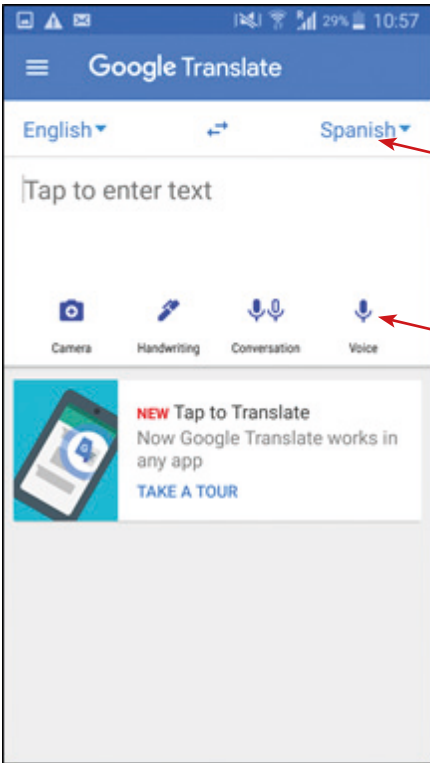 29% 10:57
Google Translate
English Spanish
Tap to enter text
Camera Handwriting Conversation Voice
NEW Tap to Translate
Now Google Translate works in
any app
TAKE A TOUR